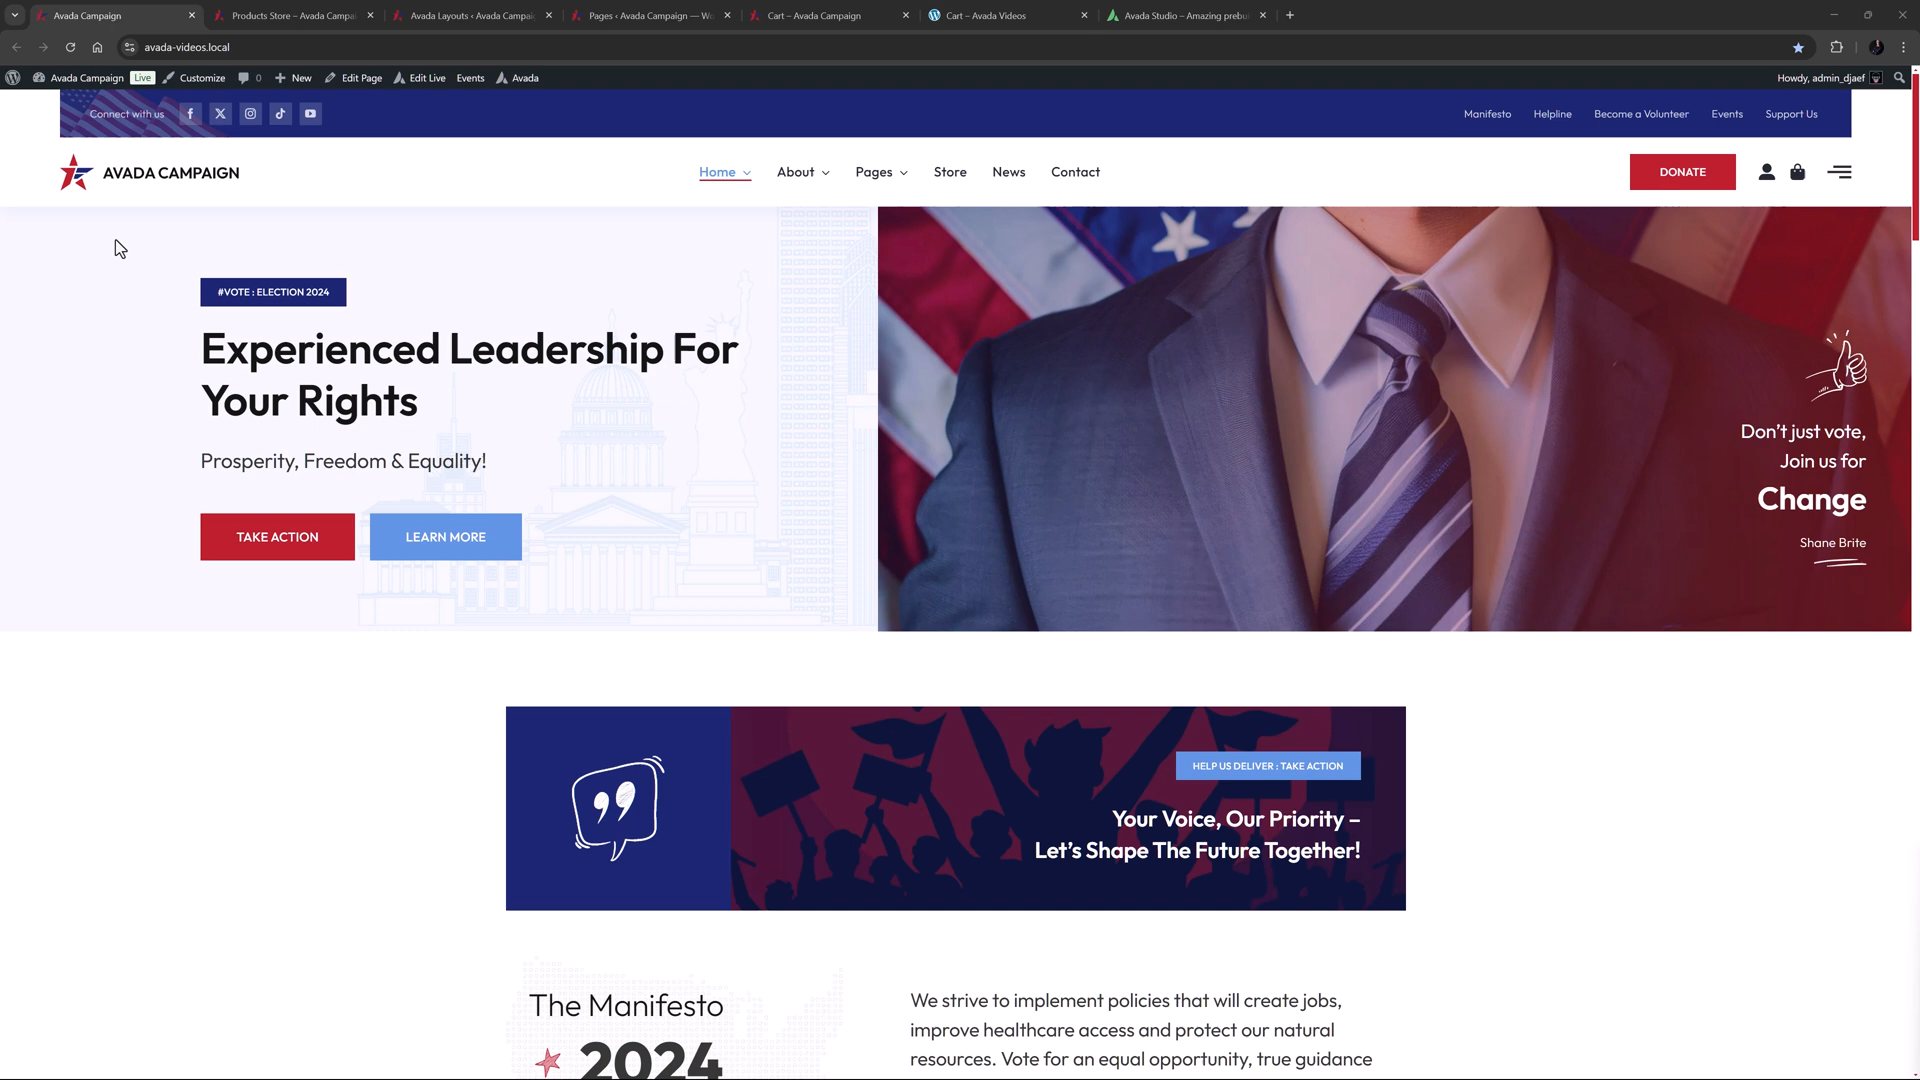 Avada Campaign
Products Store – Avada Campai
Avada Layouts ‹ Avada Campaig
Pages ‹ Avada Campaign — Wo
Cart – Avada Campaign
Cart – Avada Videos
Avada Studio – Amazing prebu
avada-videos.local
Avada Campaign
Live
Customize
0
New
Edit Page
Edit Live
Events
Avada
Howdy, admin_djaef
Connect with us
Manifesto
Helpline
Become a Volunteer
Events
Support Us
AVADA CAMPAIGN
Home
About
Pages
Store
News
Contact
DONATE
#VOTE : ELECTION 2024
Experienced Leadership For
Your Rights
Prosperity, Freedom & Equality!
TAKE ACTION
LEARN MORE
Don’t just vote,
Join us for
Change
Shane Brite
HELP US DELIVER : TAKE ACTION
Your Voice, Our Priority –
Let’s Shape The Future Together!
The Manifesto
2024
We strive to implement policies that will create jobs,
improve healthcare access and protect our natural
resources. Vote for an equal opportunity, true guidance